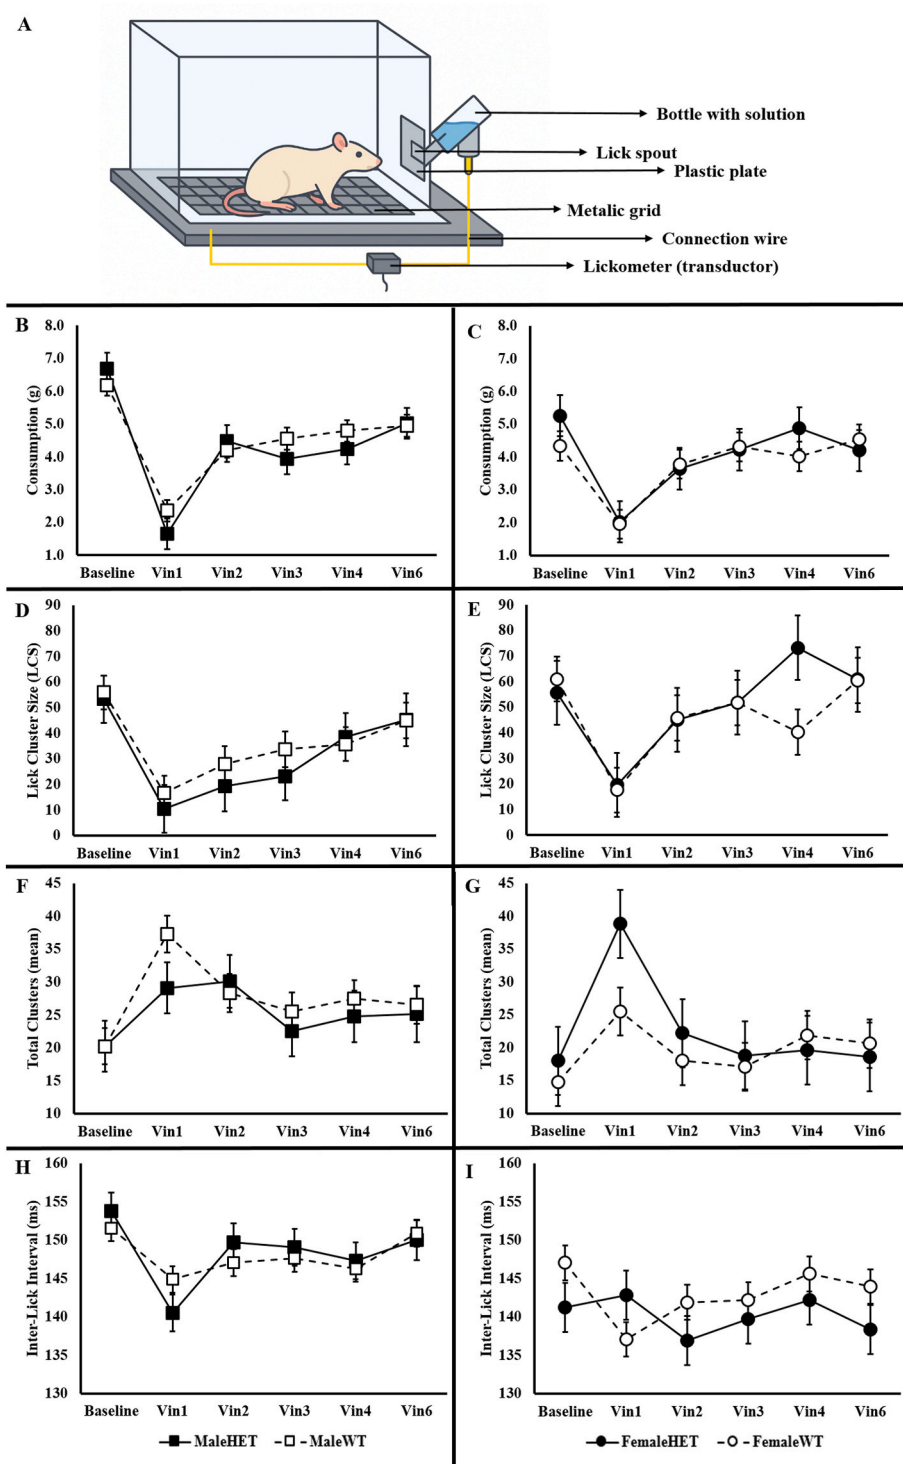 A
Bottle with solution
Lick spout
Plastic plate
Metalic grid
Connection wire
Lickometer (transductor)
B
Consumption (g)
8.0
7.0
6.0
5.0
4.0
3.0
2.0
1.0
Baseline Vin1 Vin2 Vin3 Vin4 Vin6
C
Consumption (g)
8.0
7.0
6.0
5.0
4.0
3.0
2.0
1.0
Baseline Vin1 Vin2 Vin3 Vin4 Vin6
D
Lick Cluster Size (LCS)
90
80
70
60
50
40
30
20
10
0
Baseline Vin1 Vin2 Vin3 Vin4 Vin6
E
Lick Cluster Size (LCS)
90
80
70
60
50
40
30
20
10
0
Baseline Vin1 Vin2 Vin3 Vin4 Vin6
F
Total Clusters (mean)
45
40
35
30
25
20
15
10
Baseline Vin1 Vin2 Vin3 Vin4 Vin6
G
Total Clusters (mean)
45
40
35
30
25
20
15
10
Baseline Vin1 Vin2 Vin3 Vin4 Vin6
H
Inter-Lick Interval (ms)
160
155
150
145
140
135
130
Baseline Vin1 Vin2 Vin3 Vin4 Vin6
MaleHET MaleWT
I
Inter-Lick Interval (ms)
160
155
150
145
140
135
130
Baseline Vin1 Vin2 Vin3 Vin4 Vin6
FemaleHET FemaleWT